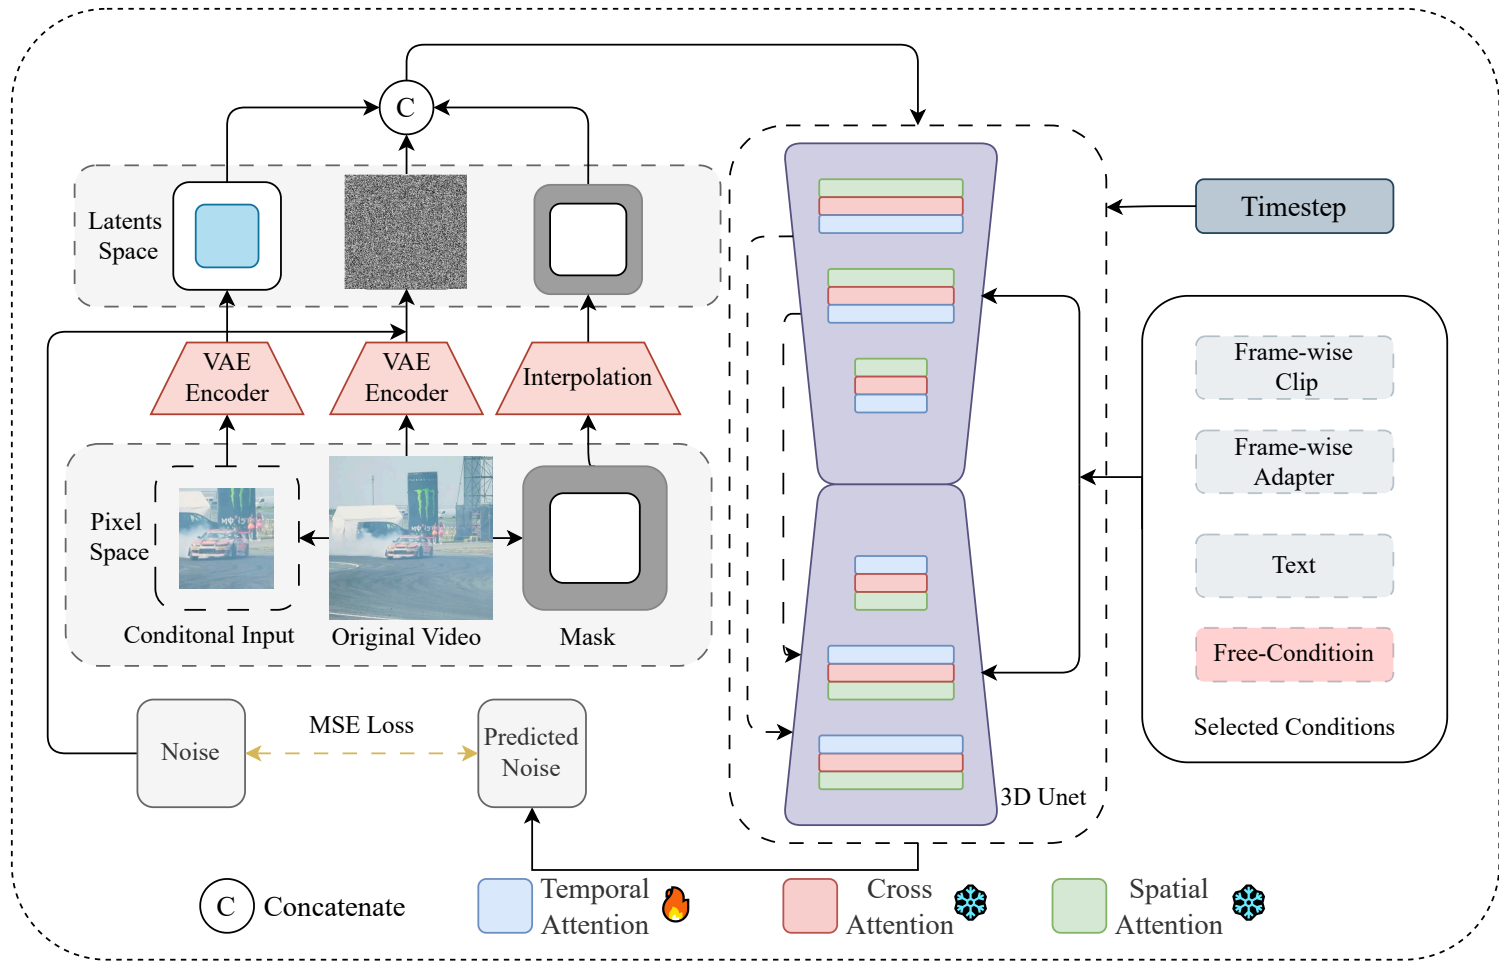 C
Latents
Space
VAE
Encoder
VAE
Encoder
Interpolation
Pixel
Space
Conditonal Input
Original Video
Mask
Noise
MSE Loss
Predicted
Noise
3D Unet
Timestep
Frame-wise
Clip
Frame-wise
Adapter
Text
Free-Conditioin
Selected Conditions
C
Concatenate
Temporal
Attention
Cross
Attention
Spatial
Attention